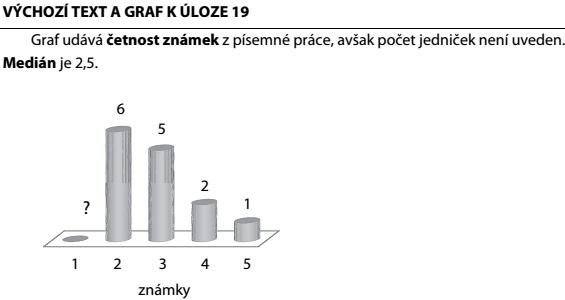 VÝCHOZÍ TEXT A GRAF K ÚLOZE 19
Graf udává četnost známek z písemné práce, avšak počet jedniček není uveden.
Medián je 2,5.
6
5
?
2
1
1 2 3 4 5
známky